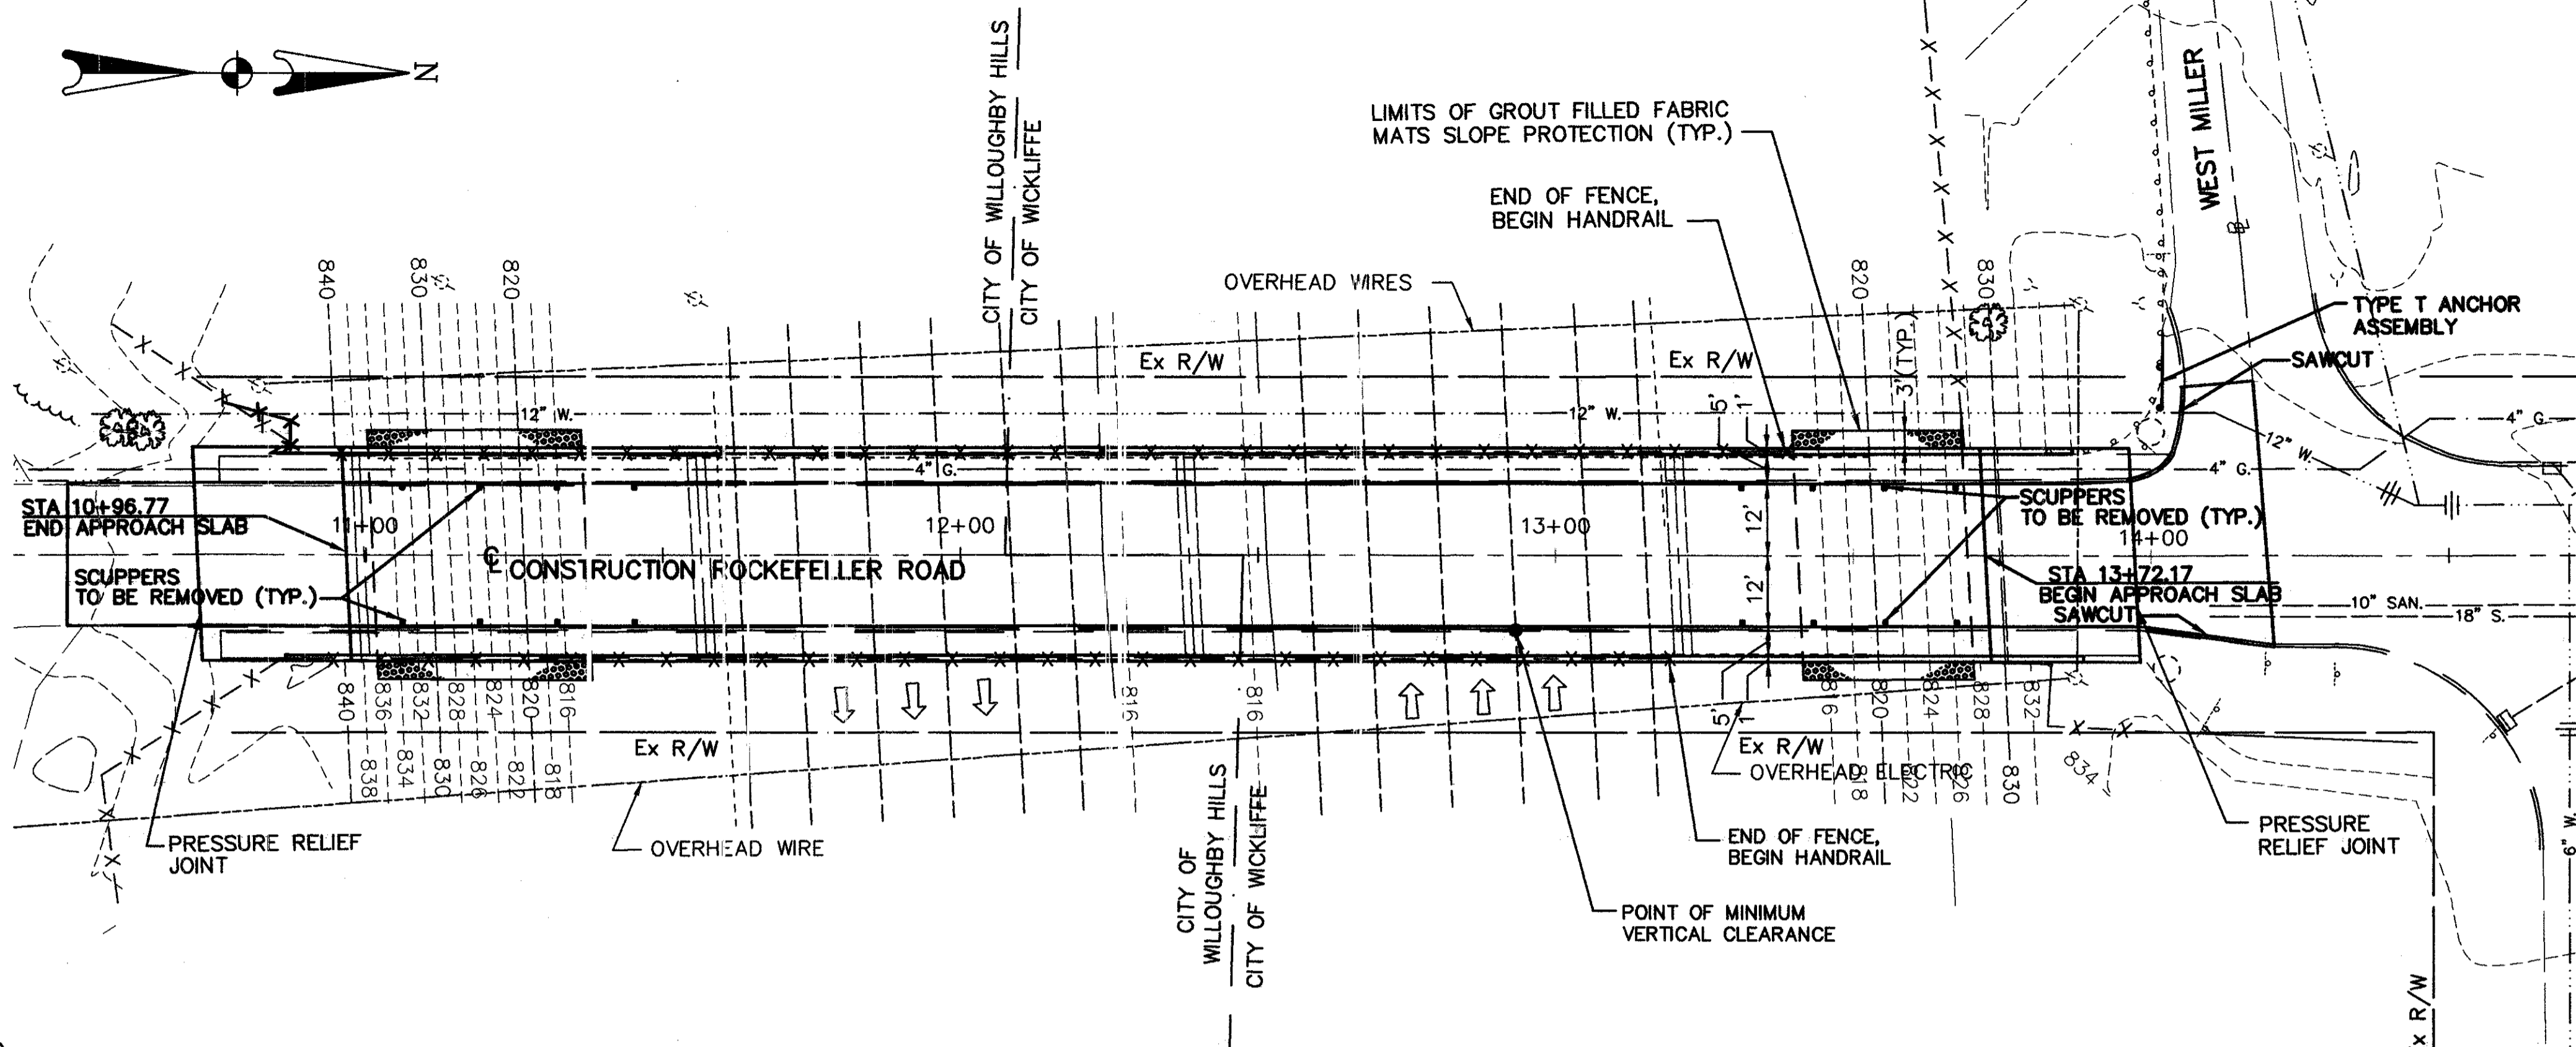 N
CITY OF WILLOUGHBY HILLS
CITY OF WICKLIFFE
LIMITS OF GROUT FILLED FABRIC
MATS SLOPE PROTECTION (TYP.)
END OF FENCE,
BEGIN HANDRAIL
OVERHEAD WIRES
WEST MILLER
TYPE T ANCHOR
ASSEMBLY
SAWCUT
840
830
820
820
830
3' (TYP.)
Ex R/W
Ex R/W
12" W.
12" W.
5'
1'
4" G.
12" W.
4" G.
4" G.
STA 10+96.77
END APPROACH SLAB
11+00
12+00
13+00
14+00
12'
12'
SCUPPERS
TO BE REMOVED (TYP.)
℄ CONSTRUCTION ROCKEFELLER ROAD
SCUPPERS
TO BE REMOVED (TYP.)
STA 13+72.17
BEGIN APPROACH SLAB
SAWCUT
10" SAN.
18" S.
840
836
832
828
824
820
816
838
834
830
826
822
818
816
816
5'
1'
816
820
824
828
832
818
822
826
830
834
Ex R/W
Ex R/W
OVERHEAD ELECTRIC
OVERHEAD WIRE
PRESSURE RELIEF
JOINT
CITY OF
WILLOUGHBY HILLS
CITY OF WICKLIFFE
END OF FENCE,
BEGIN HANDRAIL
POINT OF MINIMUM
VERTICAL CLEARANCE
PRESSURE
RELIEF JOINT
6" W.
x R/W